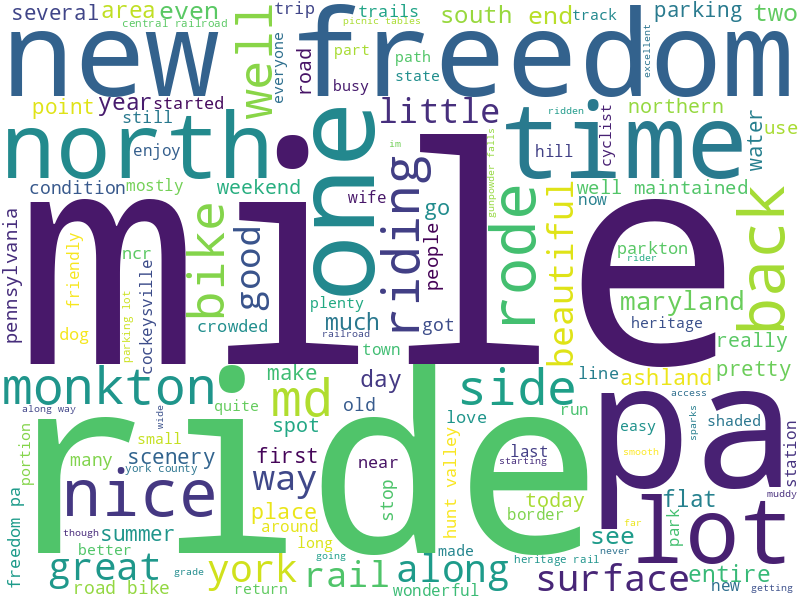 several area even trip trails south end parking two
central railroad picnic tables track
new freedom
well everyone road part path state excellent
point year started busy little northern
still ridden cyclist water use
north one time
enjoy im hill
condition mostly weekend wife go gunpowder falls well maintained
mile
pennsylvania friendly ncr bike good riding people rode beautiful now back
parkton
rider
dog parking lot cockeysville plenty maryland
crowded much got heritage
railroad really
town pretty
monkton make day side line ashland
along way quite md old love run access
wide small spot
ride
pa
portion many scenery first near last easy shaded station
york county starting sparks smooth
nice way stop hunt valley today flat muddy
freedom pa place border lot
though summer around see park
better long made far
great york rail along surface entire
going never
road bike grade return wonderful heritage rail new getting